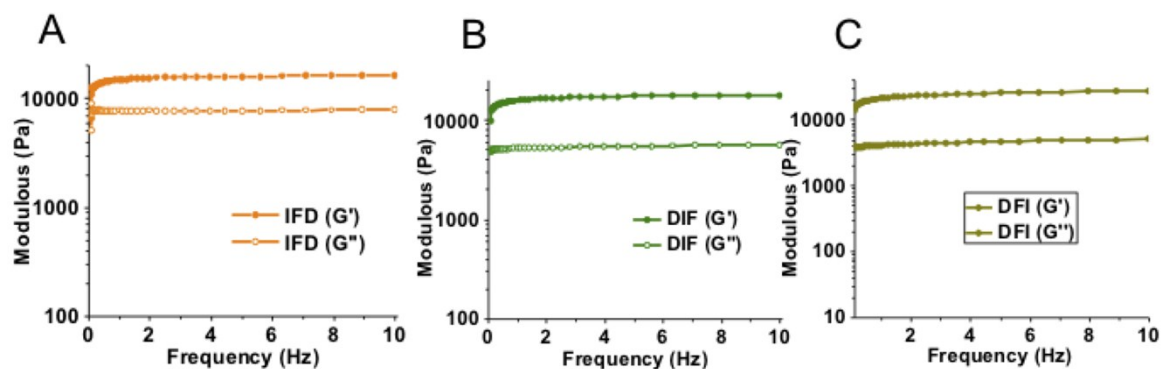 A
Modulous (Pa)
10000
1000
100
0
2
4
6
8
10
Frequency (Hz)
IFD (G')
IFD (G")
B
Modulous (Pa)
10000
1000
100
0
2
4
6
8
10
Frequency (Hz)
DIF (G')
DIF (G")
C
Modulous (Pa)
10000
1000
100
10
2
4
6
8
10
Frequency (Hz)
DFI (G')
DFI (G'')